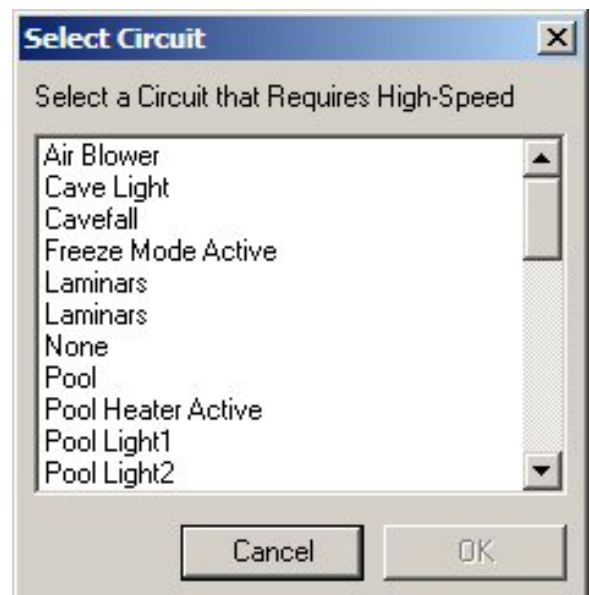 Select Circuit
Select a Circuit that Requires High-Speed
Air Blower
Cave Light
Cavefall
Freeze Mode Active
Laminars
Laminars
None
Pool
Pool Heater Active
Pool Light1
Pool Light2
Cancel OK